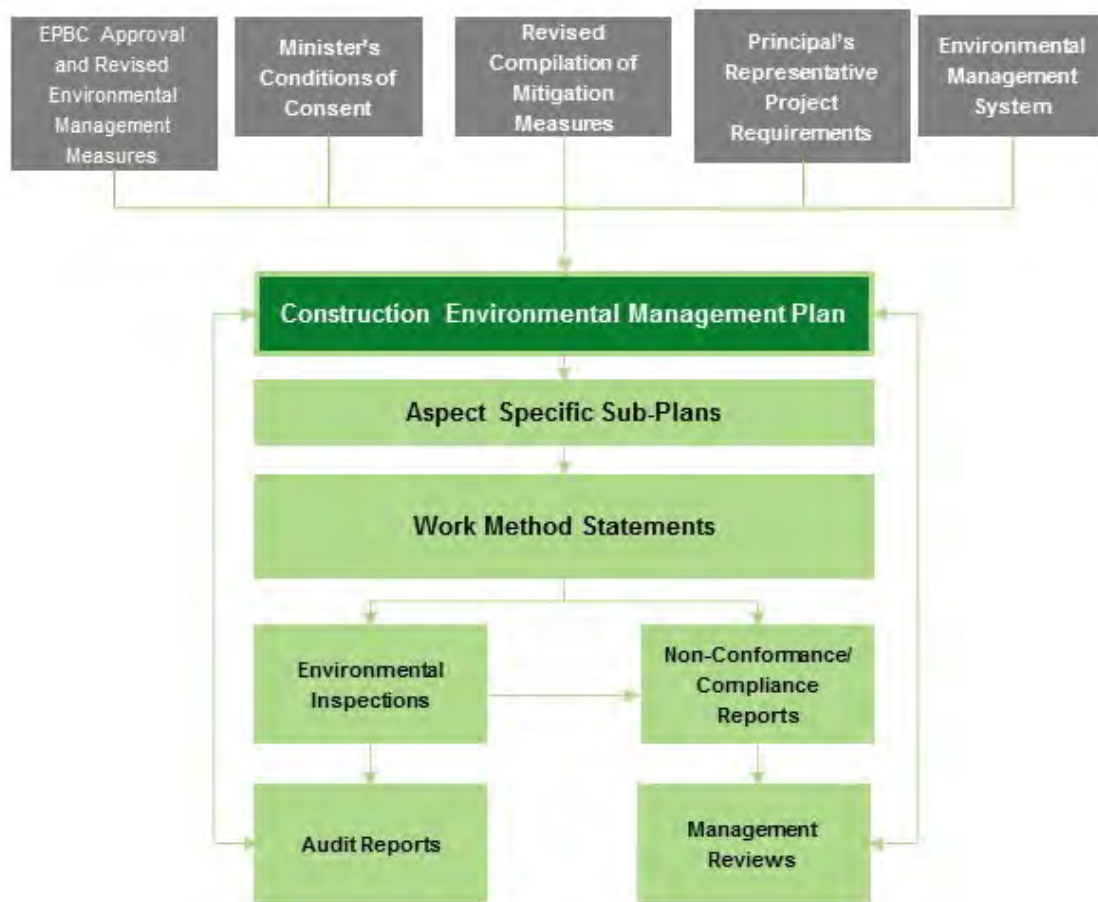 EPBC Approval
and Revised
Environmental
Management
Measures
Minister's
Conditions of
Consent
Revised
Compilation of
Mitigation
Measures
Principal's
Representative
Project
Requirements
Environmental
Management
System
Construction Environmental Management Plan
Aspect Specific Sub-Plans
Work Method Statements
Environmental
Inspections
Non-Conformance/
Compliance
Reports
Audit Reports
Management
Reviews